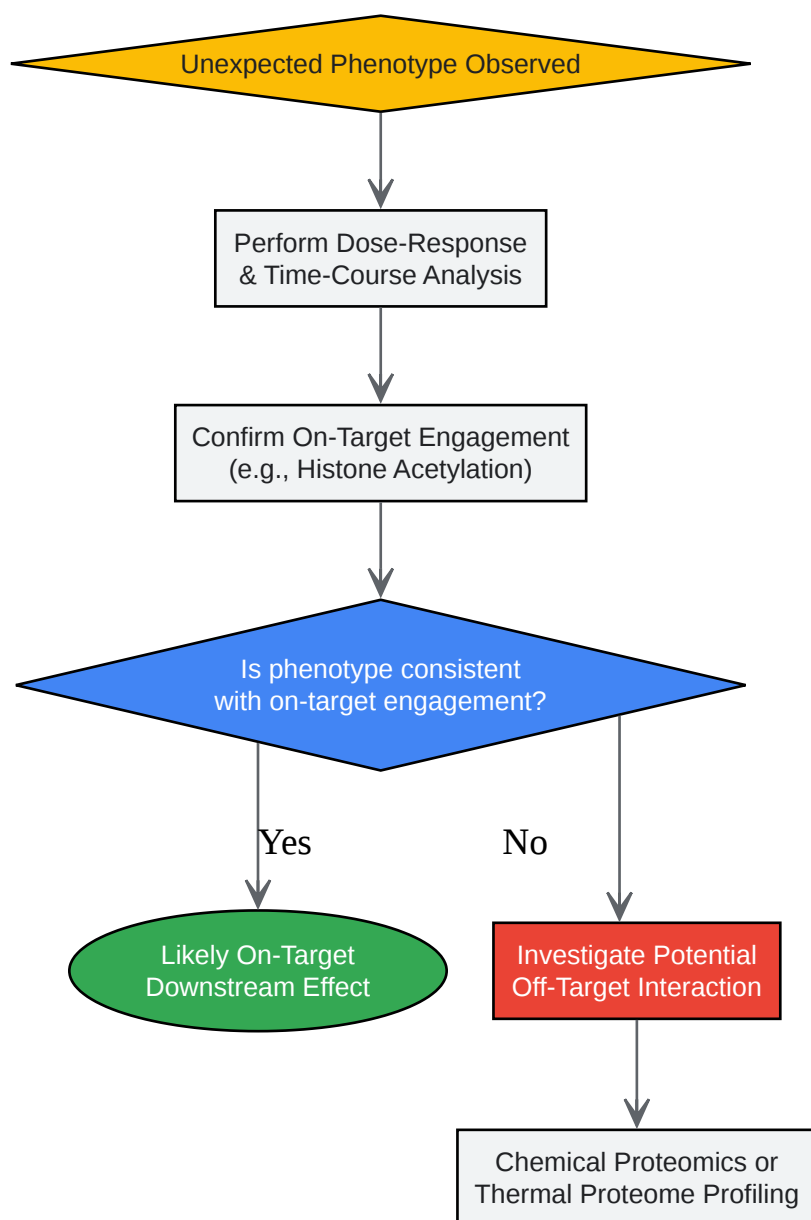 Unexpected Phenotype Observed
Perform Dose-Response
& Time-Course Analysis
Confirm On-Target Engagement
(e.g., Histone Acetylation)
Is phenotype consistent
with on-target engagement?
Yes
No
Likely On-Target
Downstream Effect
Investigate Potential
Off-Target Interaction
Chemical Proteomics or
Thermal Proteome Profiling